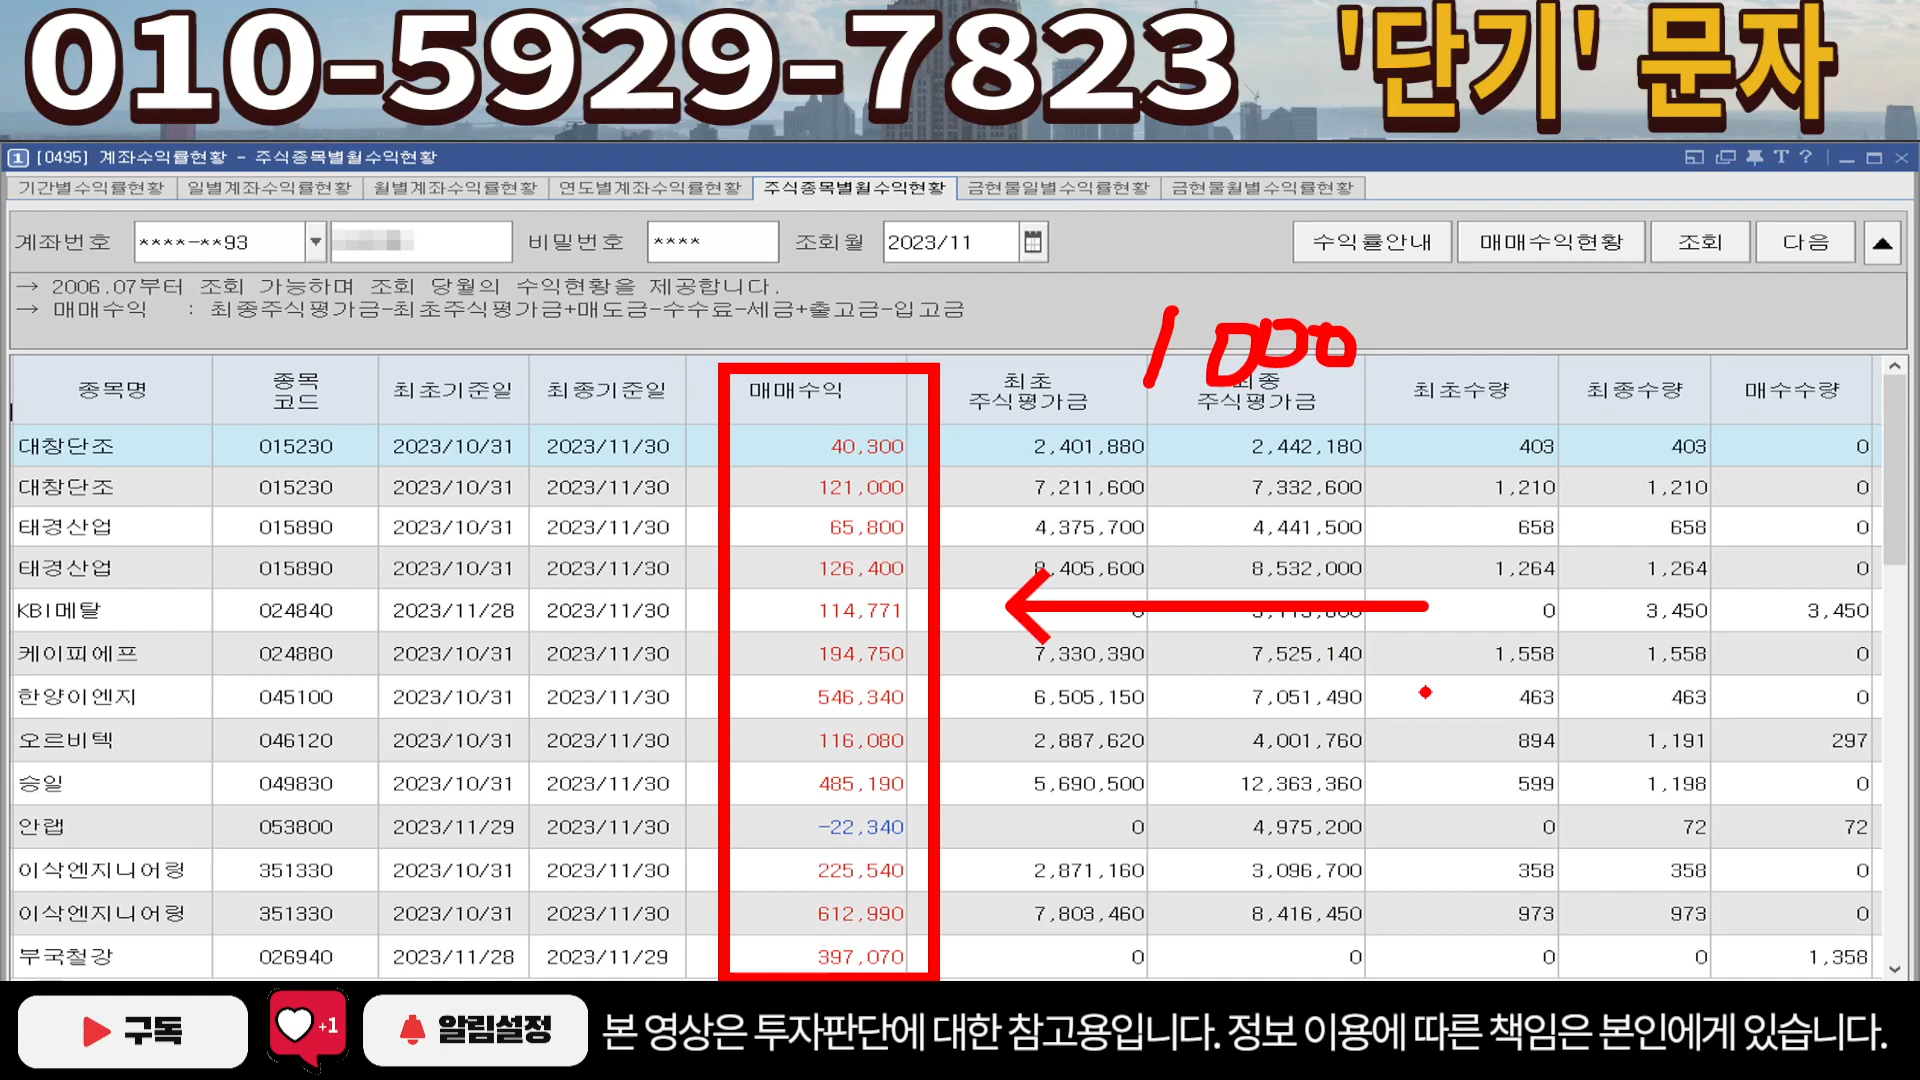 010-5929-7823 '단기' 문자
1 [0495] 계좌수익률현황 - 주식종목별월수익현황
기간별수익률현황 일별계좌수익률현황 월별계좌수익률현황 연도별계좌수익률현황 주식종목별월수익현황 금현물일별수익률현황 금현물월별수익률현황
계좌번호 ****-**93 비밀번호 **** 조회월 2023/11 수익률안내 매매수익현황 조회 다음
→ 2006.07부터 조회 가능하며 조회 당월의 수익현황을 제공합니다.
→ 매매수익 : 최종주식평가금-최초주식평가금+매도금-수수료-세금+출고금-입고금
1000
종목명 종목코드 최초기준일 최종기준일 매매수익 최초주식평가금 최종주식평가금 최초수량 최종수량 매수수량
대창단조 015230 2023/10/31 2023/11/30 40,300 2,401,880 2,442,180 403 403 0
대창단조 015230 2023/10/31 2023/11/30 121,000 7,211,600 7,332,600 1,210 1,210 0
태경산업 015890 2023/10/31 2023/11/30 65,800 4,375,700 4,441,500 658 658 0
태경산업 015890 2023/10/31 2023/11/30 126,400 8,405,600 8,532,000 1,264 1,264 0
KBI메탈 024840 2023/11/28 2023/11/30 114,771 0 0 3,450 3,450
케이피에프 024880 2023/10/31 2023/11/30 194,750 7,330,390 7,525,140 1,558 1,558 0
한양이엔지 045100 2023/10/31 2023/11/30 546,340 6,505,150 7,051,490 463 463 0
오르비텍 046120 2023/10/31 2023/11/30 116,080 2,887,620 4,001,760 894 1,191 297
승일 049830 2023/10/31 2023/11/30 485,190 5,690,500 12,363,360 599 1,198 0
안랩 053800 2023/11/29 2023/11/30 -22,340 0 4,975,200 0 72 72
이삭엔지니어링 351330 2023/10/31 2023/11/30 225,540 2,871,160 3,096,700 358 358 0
이삭엔지니어링 351330 2023/10/31 2023/11/30 612,990 7,803,460 8,416,450 973 973 0
부국철강 026940 2023/11/28 2023/11/29 397,070 0 0 0 0 1,358
구독 +1 알림설정 본 영상은 투자판단에 대한 참고용입니다. 정보 이용에 따른 책임은 본인에게 있습니다.